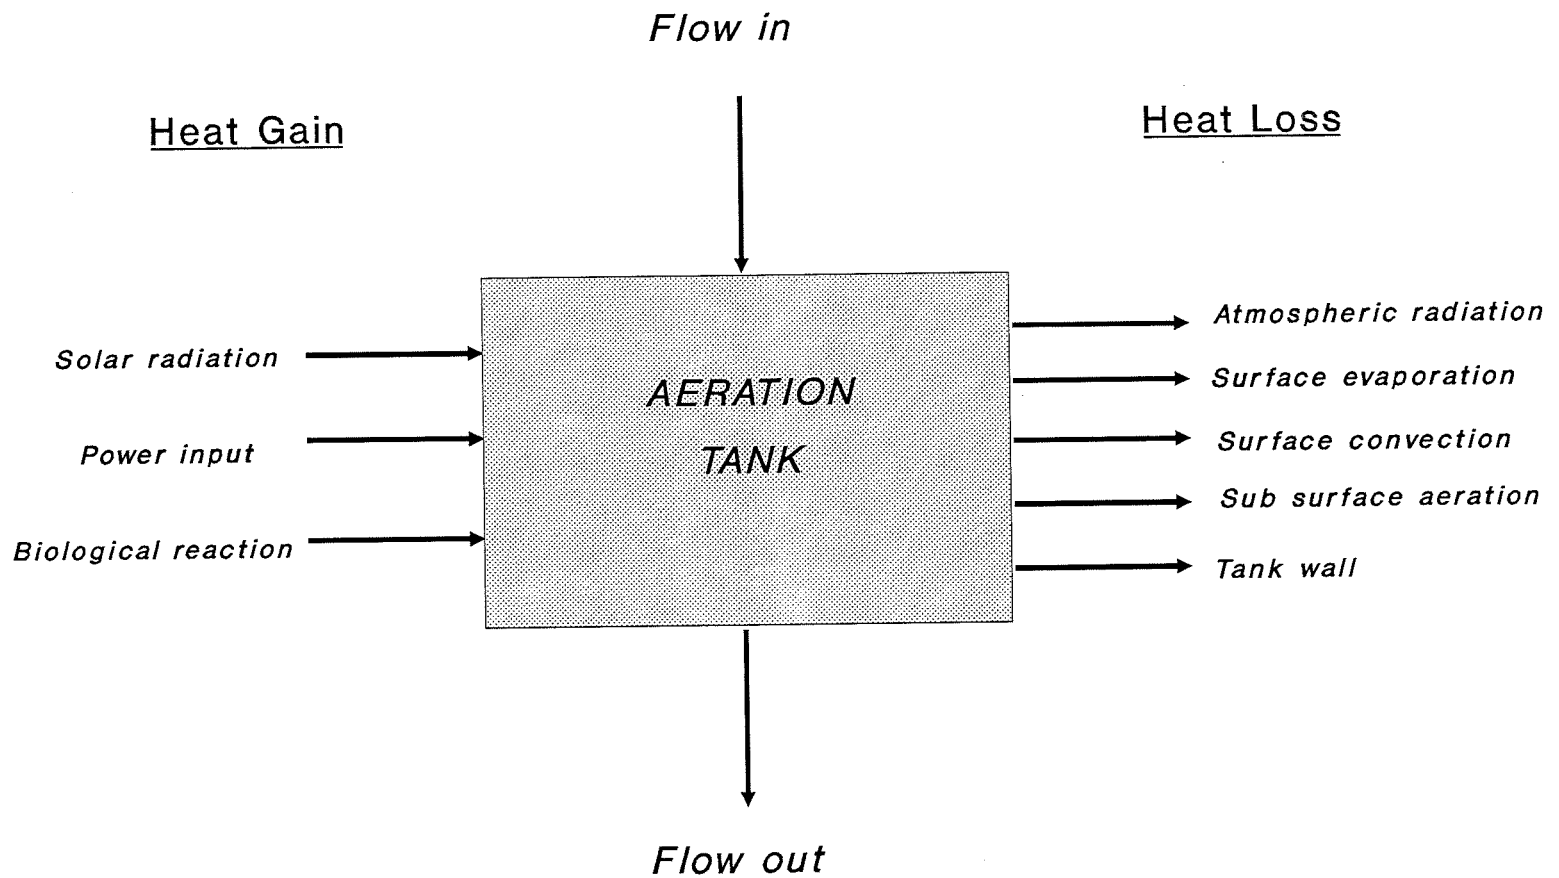 Flow in
Heat Gain
Heat Loss
Solar radiation
Power input
Biological reaction
AERATION
TANK
Atmospheric radiation
Surface evaporation
Surface convection
Sub surface aeration
Tank wall
Flow out